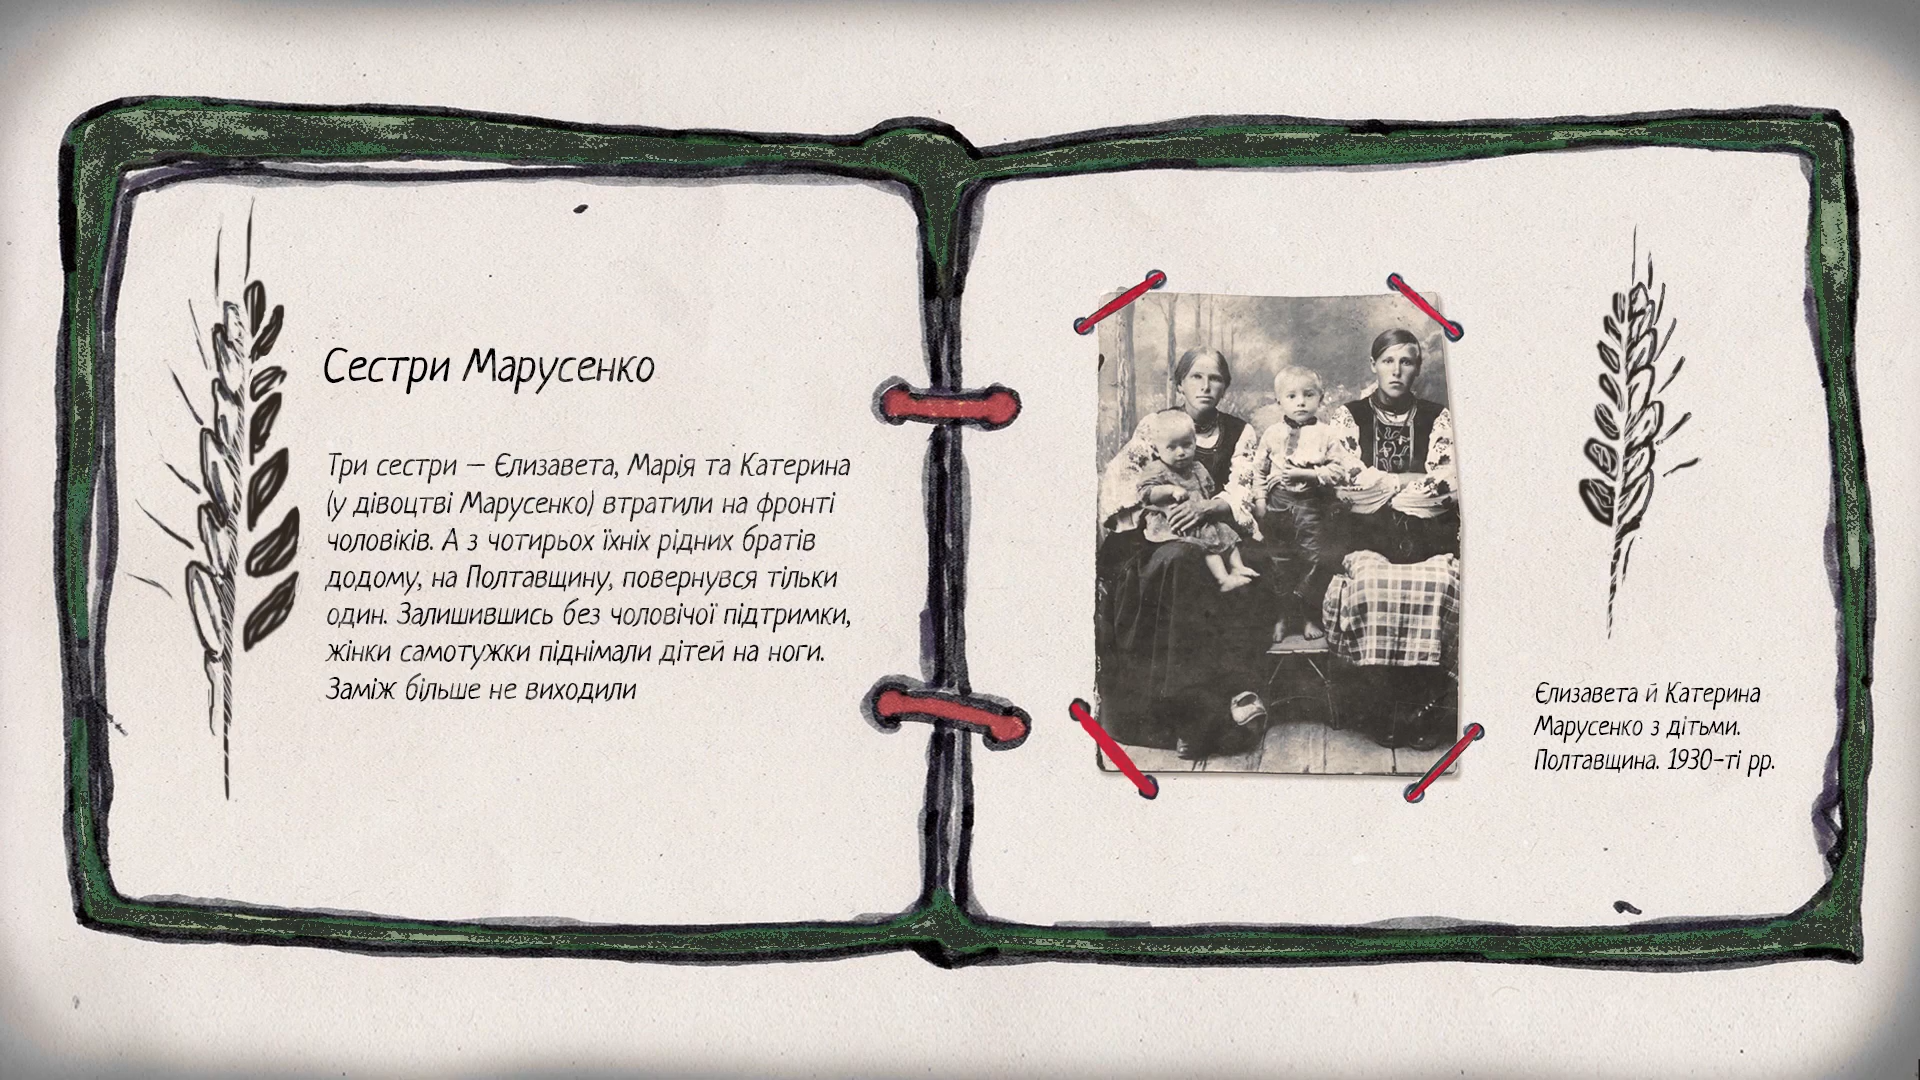 Сестри Марусенко
Три сестри – Єлизавета, Марія та Катерина
(у дівоцтві Марусенко) втратили на фронті
чоловіків. А з чотирьох їхніх рідних братів
додому, на Полтавщину, повернувся тільки
один. Залишившись без чоловічої підтримки,
жінки самотужки піднімали дітей на ноги.
Заміж більше не виходили
Єлизавета й Катерина
Марусенко з дітьми.
Полтавщина. 1930-ті рр.